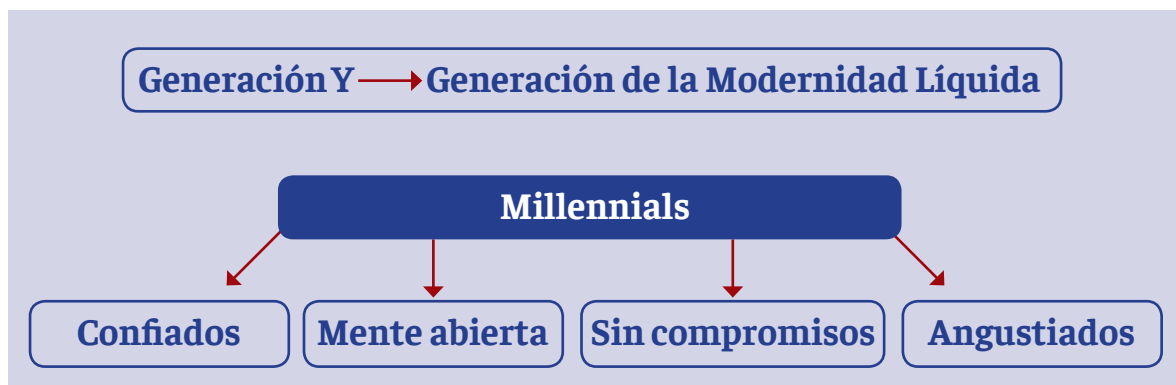 Generación Y Generación de la Modernidad Líquida
Millennials
Confiados Mente abierta Sin compromisos Angustiados